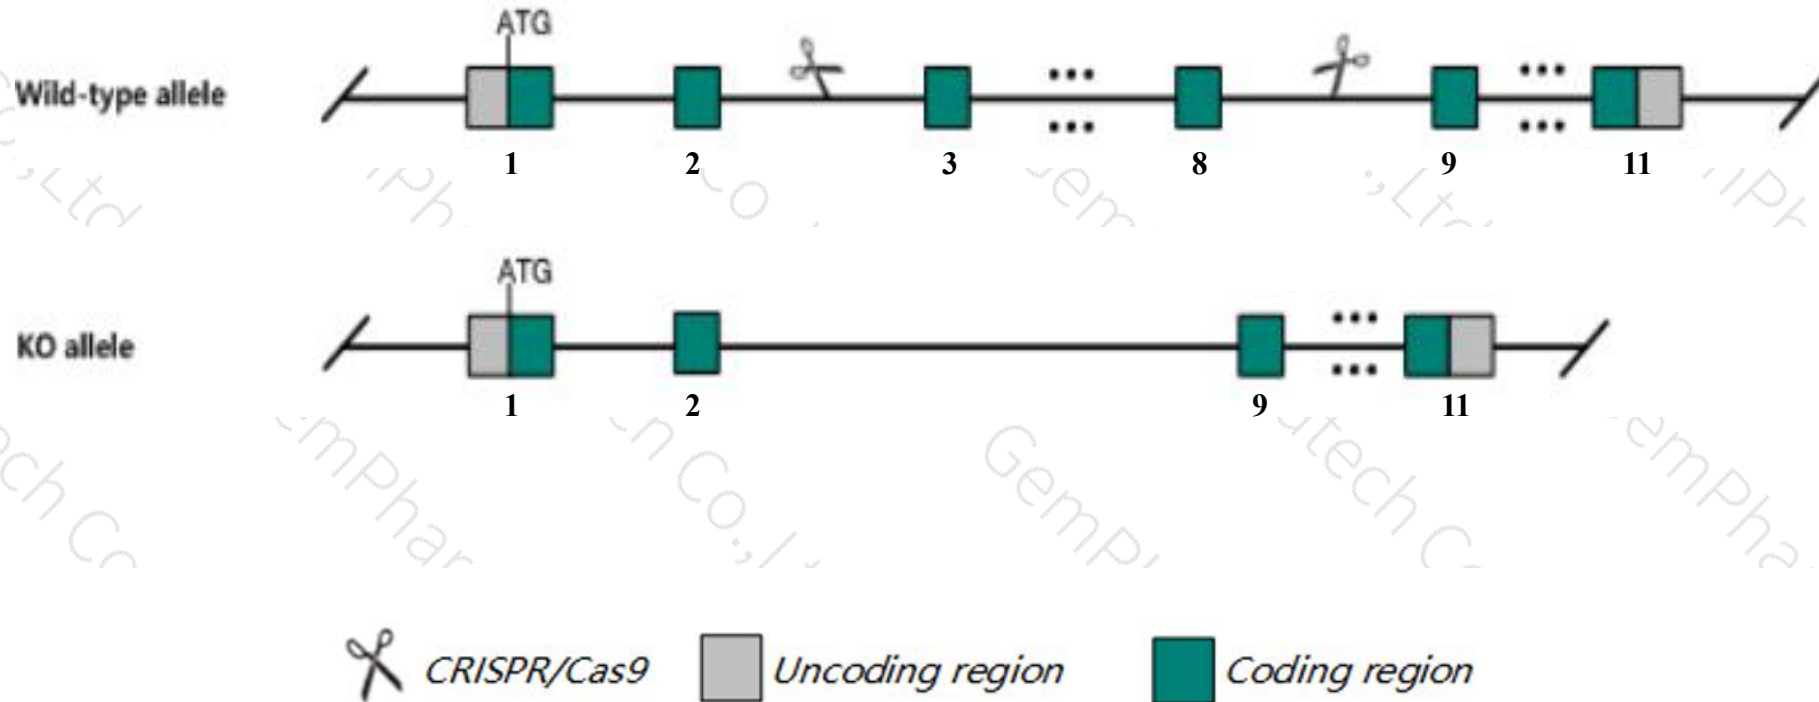 ATG
Wild-type allele
1 2 3 8 9 11
ATG
KO allele
1 2 9 11
CRISPR/Cas9 Uncoding region Coding region